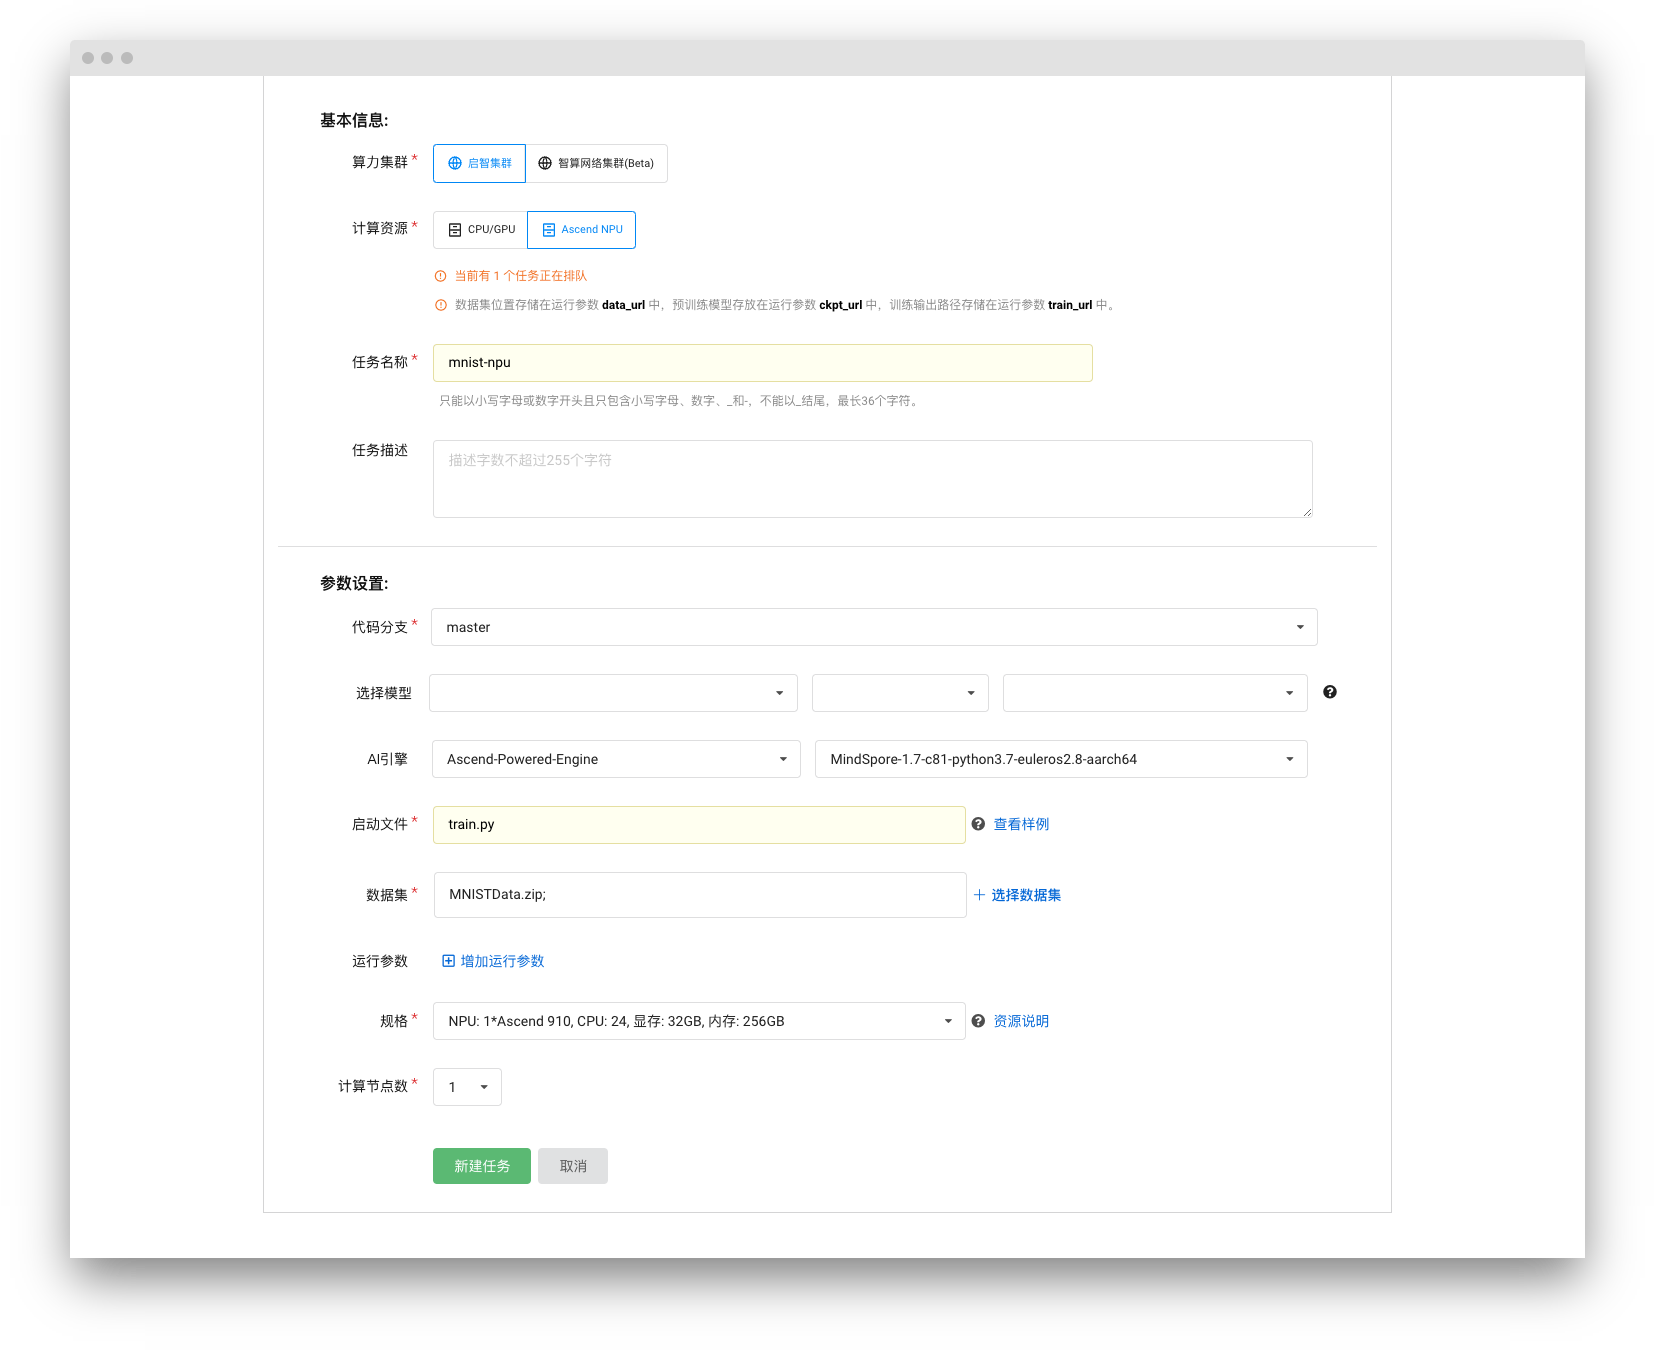 基本信息:
算力集群* 启智集群 智算网络集群(Beta)
计算资源* CPU/GPU Ascend NPU
当前有 1 个任务正在排队
数据集位置存储在运行参数 data_url 中，预训练模型存放在运行参数 ckpt_url 中，训练输出路径存储在运行参数 train_url 中。
任务名称* mnist-npu
只能以小写字母或数字开头且只包含小写字母、数字、_和-，不能以_结尾，最长36个字符。
任务描述 描述字数不超过255个字符
参数设置:
代码分支* master
选择模型
AI引擎 Ascend-Powered-Engine MindSpore-1.7-c81-python3.7-euleros2.8-aarch64
启动文件* train.py 查看样例
数据集* MNISTData.zip; 选择数据集
运行参数 增加运行参数
规格* NPU: 1*Ascend 910, CPU: 24, 显存: 32GB, 内存: 256GB 资源说明
计算节点数* 1
新建任务 取消